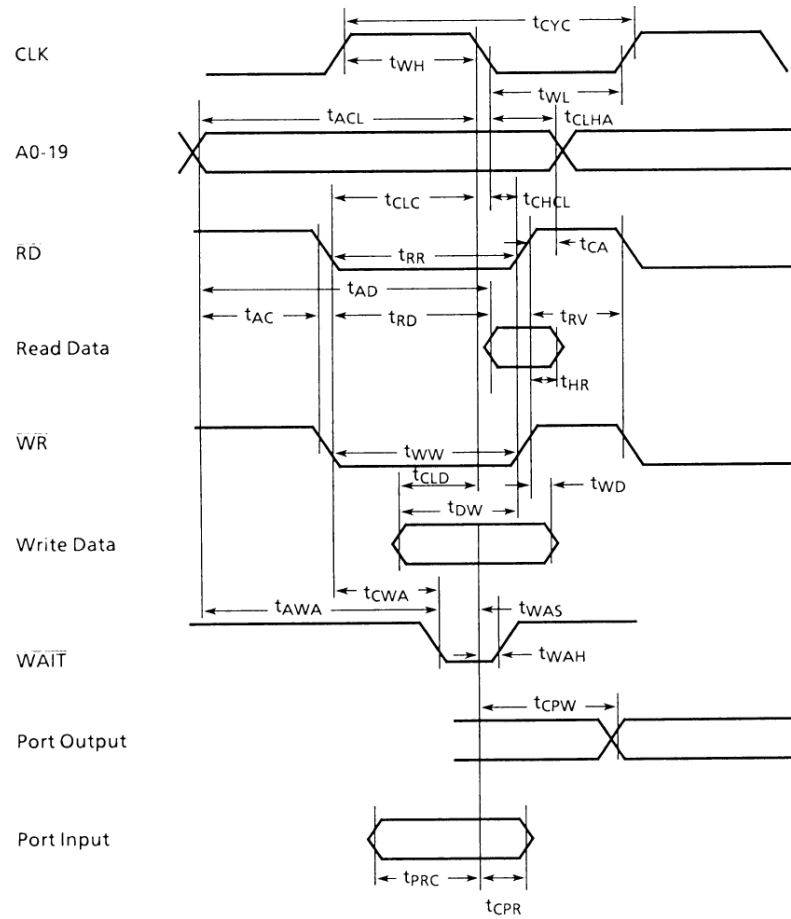 tCYC
CLK
tWH
tWL
tACL
tCLHA
A0-19
tCLC
tCHCL
RD
tRR
tCA
tAD
tAC
tRD
tRV
Read Data
tHR
WR
tWW
tCLD
tWD
tDW
Write Data
tCWA
tAWA
tWAS
WAIT
tWAH
tCPW
Port Output
Port Input
tPRC
tCPR